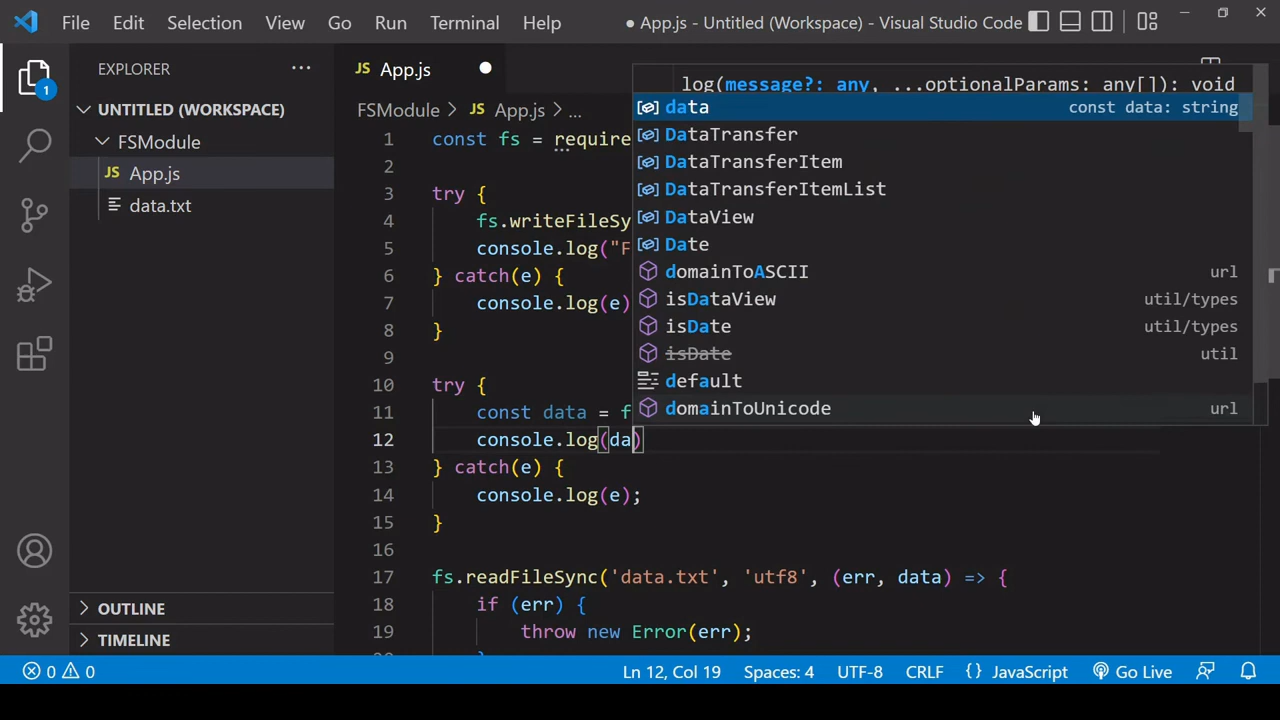 File Edit Selection View Go Run Terminal Help ● App.js - Untitled (Workspace) - Visual Studio Code
EXPLORER ···
1
UNTITLED (WORKSPACE)
FSModule
JS App.js
data.txt
OUTLINE
TIMELINE
JS App.js
FSModule > JS App.js > ...
1 const fs = require
2
3 try {
4 fs.writeFileSy
5 console.log("F
6 } catch(e) {
7 console.log(e)
8 }
9
10 try {
11 const data = f
12 console.log(da)
13 } catch(e) {
14 console.log(e);
15 }
16
17 fs.readFileSync('data.txt', 'utf8', (err, data) => {
18 if (err) {
19 throw new Error(err);
log(message?: any, ...optionalParams: any[]): void
data const data: string
DataTransfer
DataTransferItem
DataTransferItemList
DataView
Date
domainToASCII url
isDataView util/types
isDate util/types
isDate util
default
domainToUnicode url
0 0 Ln 12, Col 19 Spaces: 4 UTF-8 CRLF {} JavaScript Go Live